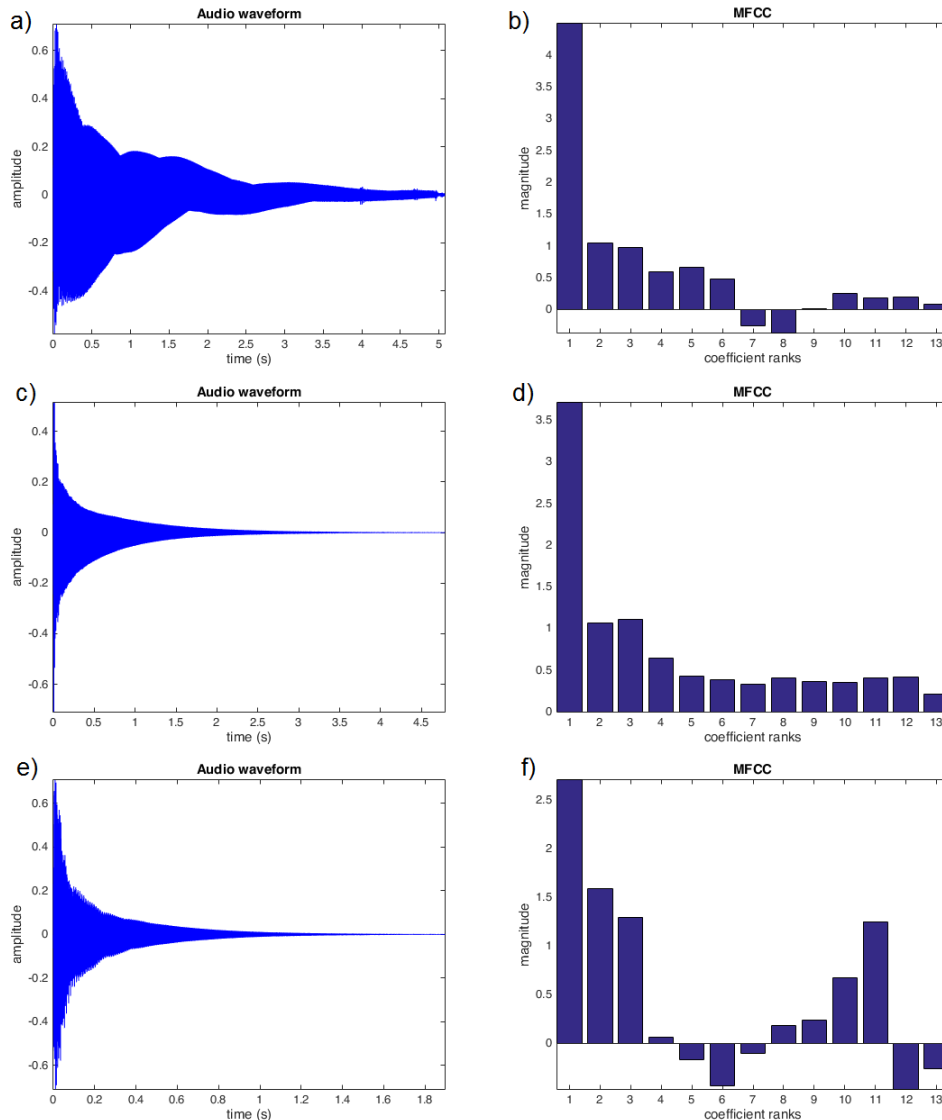 a)
Audio waveform
0.6
0.4
0.2
0
-0.2
-0.4
amplitude
0 0.5 1 1.5 2 2.5 3 3.5 4 4.5 5
time (s)
b)
MFCC
4
3.5
3
2.5
2
1.5
1
0.5
0
magnitude
1 2 3 4 5 6 7 8 9 10 11 12 13
coefficient ranks
c)
Audio waveform
0.4
0.2
0
-0.2
-0.4
-0.6
amplitude
0 0.5 1 1.5 2 2.5 3 3.5 4 4.5
time (s)
d)
MFCC
3.5
3
2.5
2
1.5
1
0.5
0
magnitude
1 2 3 4 5 6 7 8 9 10 11 12 13
coefficient ranks
e)
Audio waveform
0.6
0.4
0.2
0
-0.2
-0.4
-0.6
amplitude
0 0.2 0.4 0.6 0.8 1 1.2 1.4 1.6 1.8
time (s)
f)
MFCC
2.5
2
1.5
1
0.5
0
magnitude
1 2 3 4 5 6 7 8 9 10 11 12 13
coefficient ranks